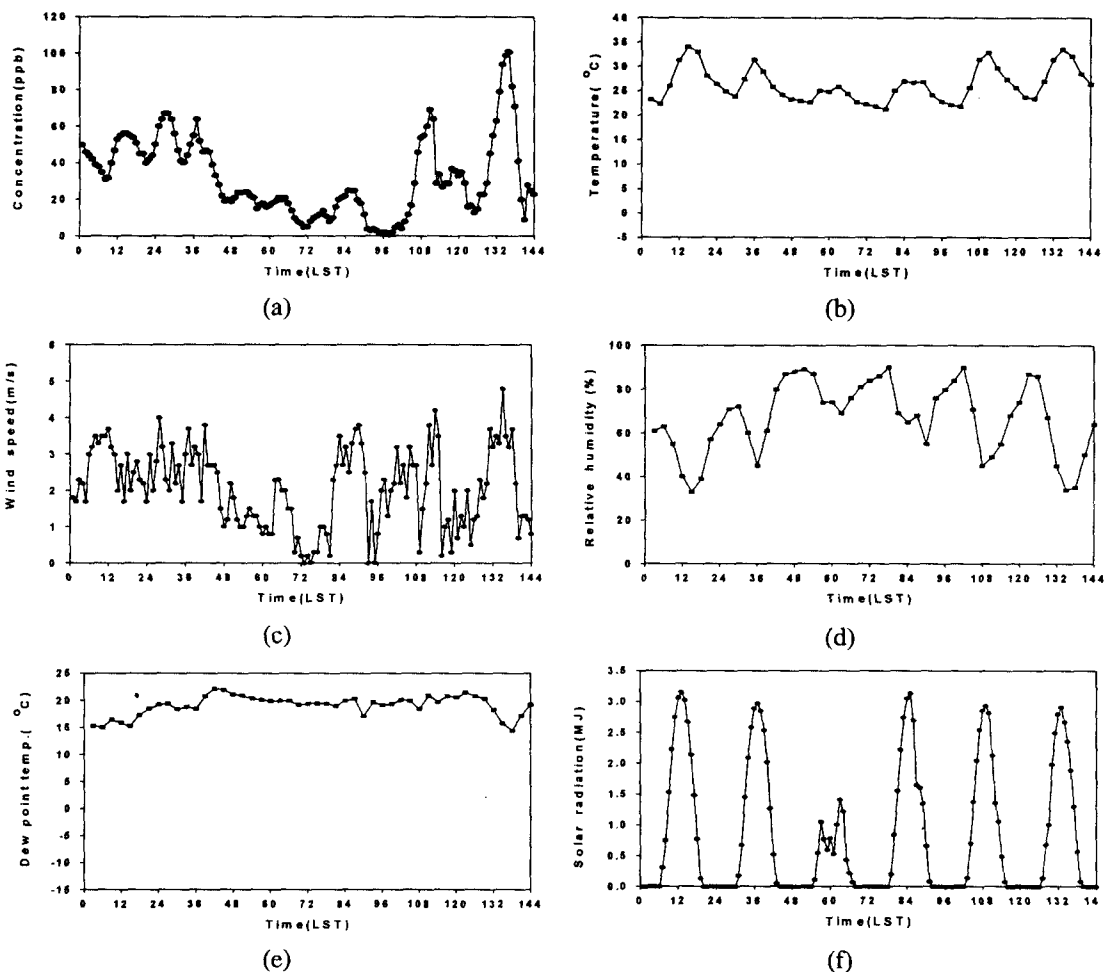 120
100
80
60
40
20
0
Concentration(ppb)
0 12 24 36 48 60 72 84 96 108 120 132 144
Time(LST)
(a)
40
35
30
25
20
15
10
5
0
-5
Temperature( °C)
0 12 24 36 48 60 72 84 96 108 120 132 144
Time(LST)
(b)
6
5
4
3
2
1
0
Wind speed(m/s)
0 12 24 36 48 60 72 84 96 108 120 132 144
Time(LST)
(c)
100
80
60
40
20
0
Relative humidity (%)
0 12 24 36 48 60 72 84 96 108 120 132 144
Time(LST)
(d)
25
20
15
10
5
0
-5
-10
-15
Dew point temp.( °C)
0 12 24 36 48 60 72 84 96 108 120 132 144
Time(LST)
(e)
3.5
3.0
2.5
2.0
1.5
1.0
0.5
0.0
Solar radiation(MJ)
0 12 24 36 48 60 72 84 96 108 120 132 14
Time(LST)
(f)